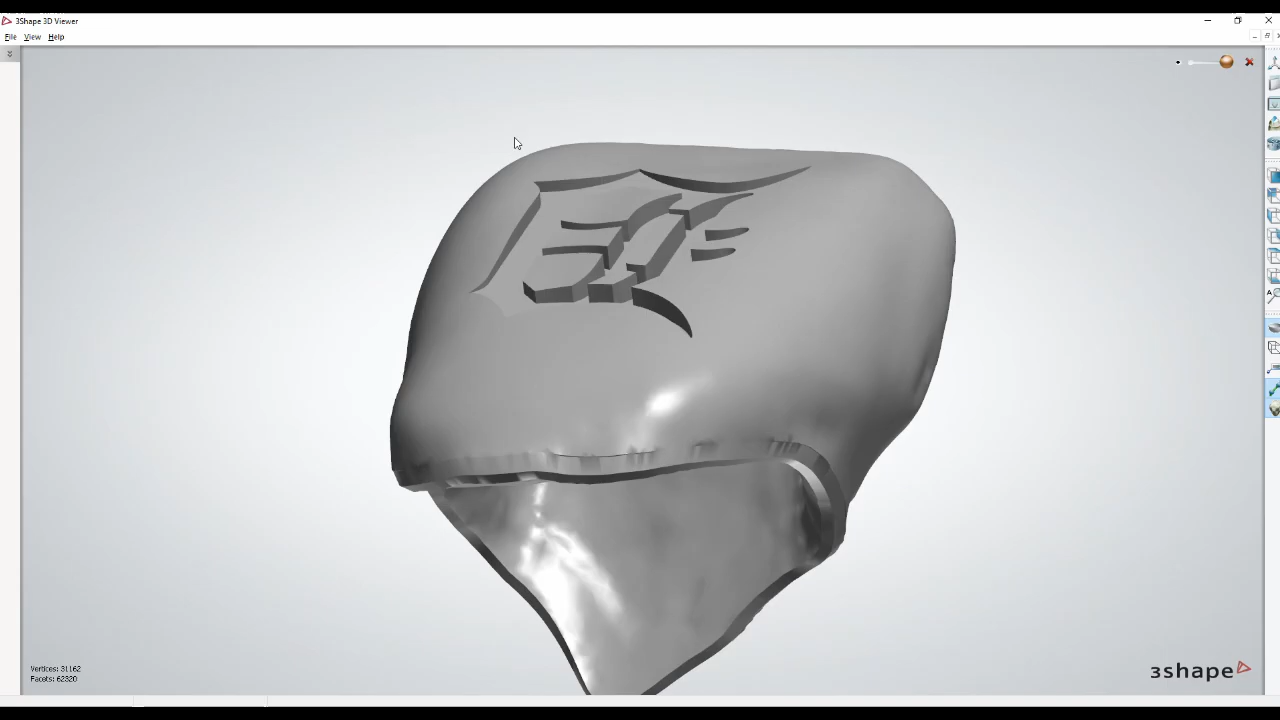 3Shape 3D Viewer
File View Help
Vertices: 31162
Facets: 62320
3shape